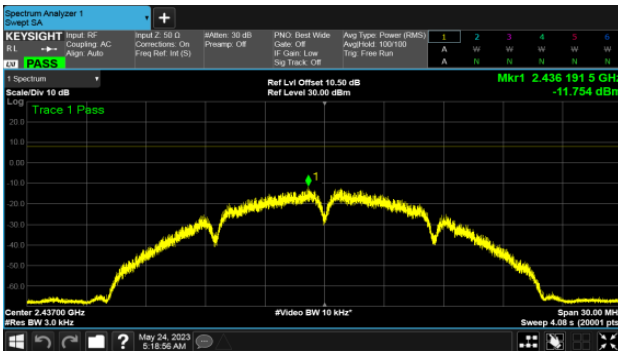 Spectrum Analyzer 1
Swept SA
+
KEYSIGHT
RL
LXI
PASS
Input: RF
Coupling: AC
Align: Auto
Input Z: 50 Ω
Corrections: On
Freq Ref: Int (S)
#Atten: 30 dB
Preamp: Off
PNO: Best Wide
Gate: Off
IF Gain: Low
Sig Track: Off
Avg Type: Power (RMS)
Avg|Hold: 100/100
Trig: Free Run
1 2 3 4 5 6
A W W W W W
A N N N N N
1 Spectrum
Scale/Div 10 dB
Ref Lvl Offset 10.50 dB
Ref Level 30.00 dBm
Mkr1 2.436 191 5 GHz
-11.754 dBm
Log
Trace 1 Pass
20.0
10.0
0.00
-10.0
-20.0
-30.0
-40.0
-50.0
-60.0
1
Center 2.43700 GHz
#Res BW 3.0 kHz
#Video BW 10 kHz*
Span 30.00 MHz
Sweep 4.08 s (20001 pts)
?
May 24, 2023
5:18:56 AM